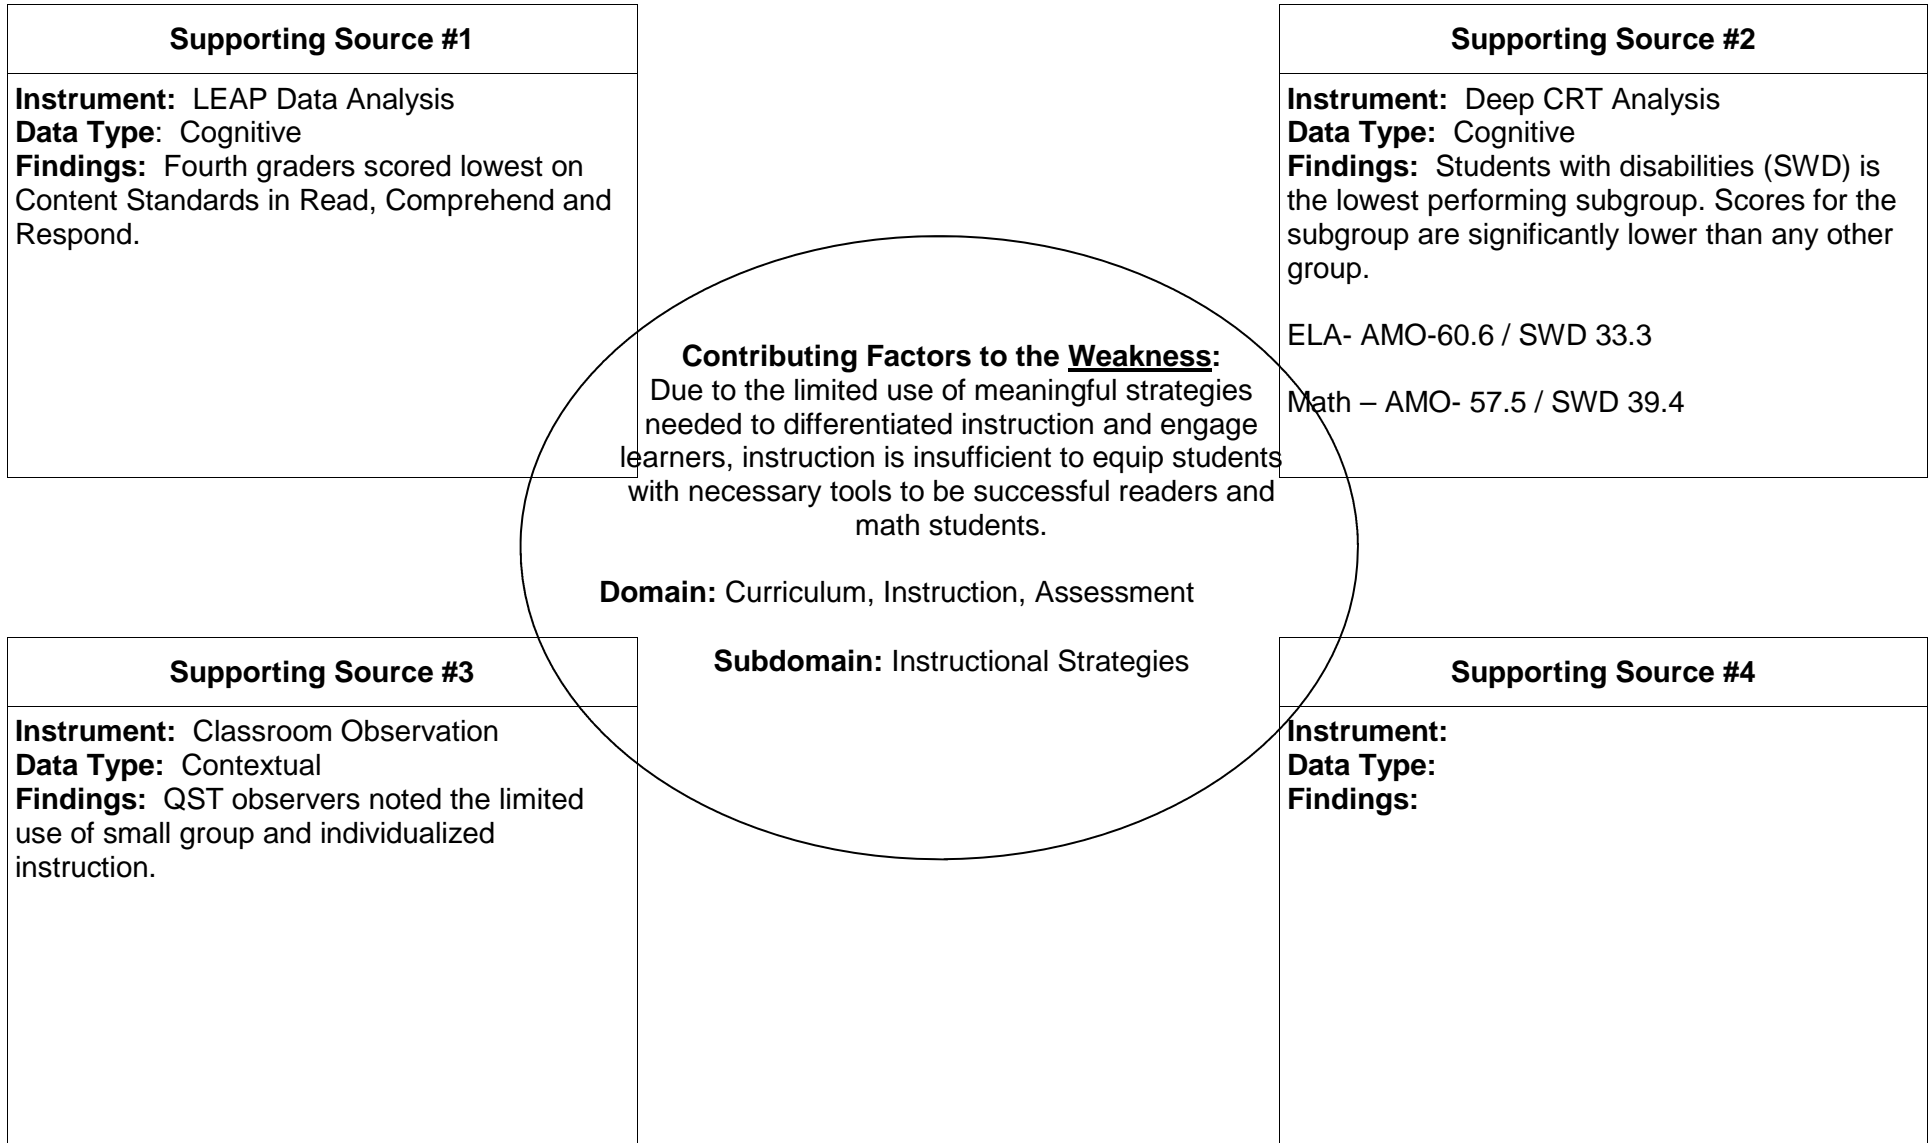 Supporting Source #1
Instrument: LEAP Data Analysis
Data Type: Cognitive
Findings: Fourth graders scored lowest on
Content Standards in Read, Comprehend and
Respond.
Supporting Source #2
Instrument: Deep CRT Analysis
Data Type: Cognitive
Findings: Students with disabilities (SWD) is
the lowest performing subgroup. Scores for the
subgroup are significantly lower than any other
group.
ELA- AMO-60.6 / SWD 33.3
Math – AMO- 57.5 / SWD 39.4
Contributing Factors to the Weakness:
Due to the limited use of meaningful strategies
needed to differentiated instruction and engage
learners, instruction is insufficient to equip students
with necessary tools to be successful readers and
math students.
Domain: Curriculum, Instruction, Assessment
Subdomain: Instructional Strategies
Supporting Source #3
Instrument: Classroom Observation
Data Type: Contextual
Findings: QST observers noted the limited
use of small group and individualized
instruction.
Supporting Source #4
Instrument:
Data Type:
Findings: